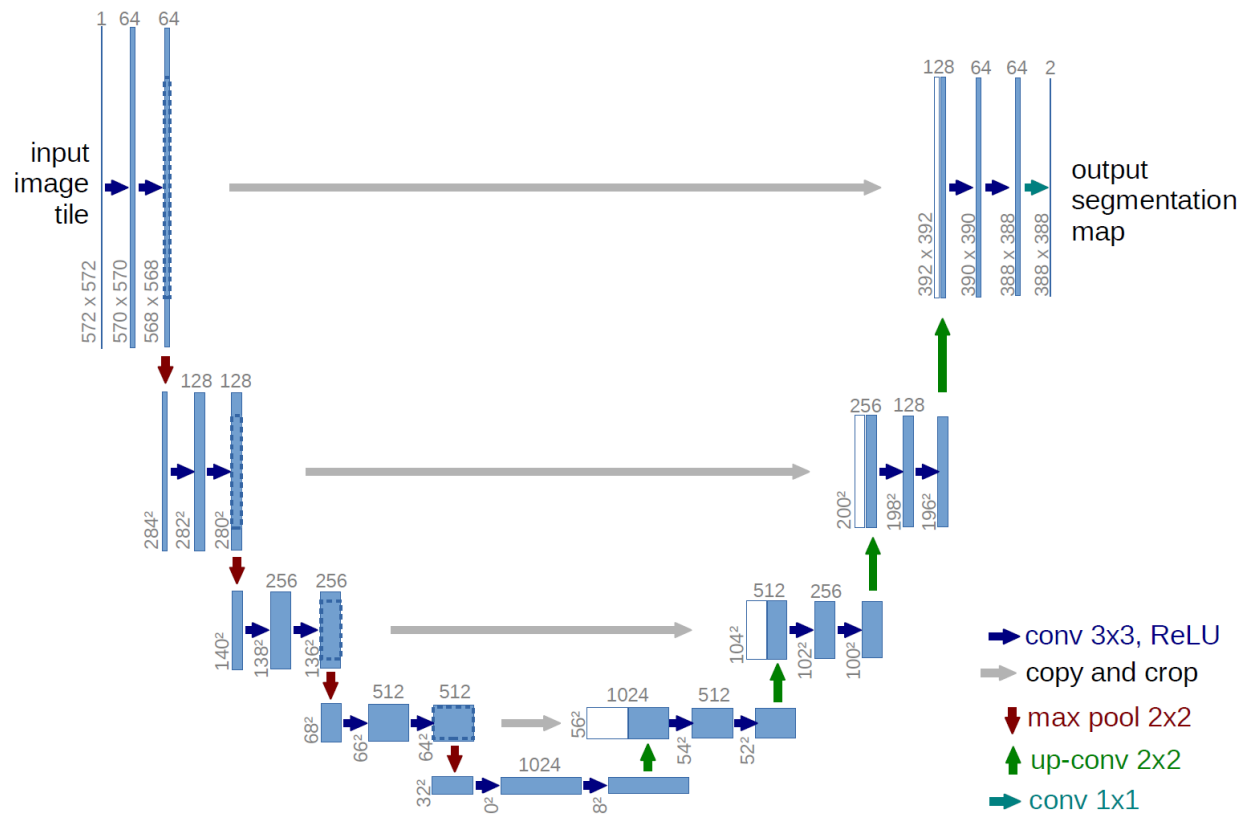 1 64 64
input
image
tile
572 x 572
570 x 570
568 x 568
128 64 64 2
output
segmentation
map
392 x 392
390 x 390
388 x 388
388 x 388
128 128
284²
282²
280²
256 128
200²
198²
196²
256 256
140²
138²
136²
512 256
104²
102²
100²
512 512
68²
66²
64²
1024 512
56²
54²
52²
1024
32²
0²
8²
conv 3x3, ReLU
copy and crop
max pool 2x2
up-conv 2x2
conv 1x1